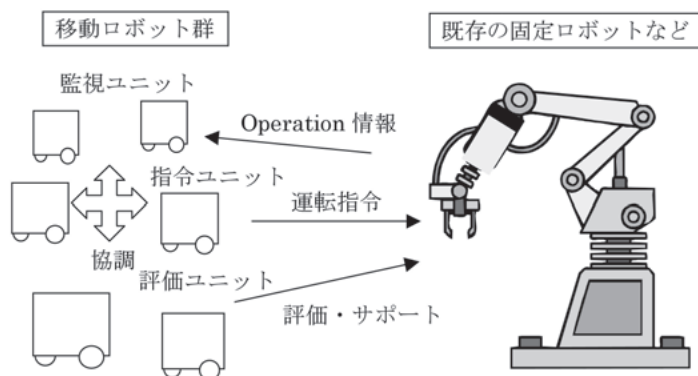 移動ロボット群
既存の固定ロボットなど
監視ユニット
Operation 情報
指令ユニット
運転指令
協調
評価ユニット
評価・サポート